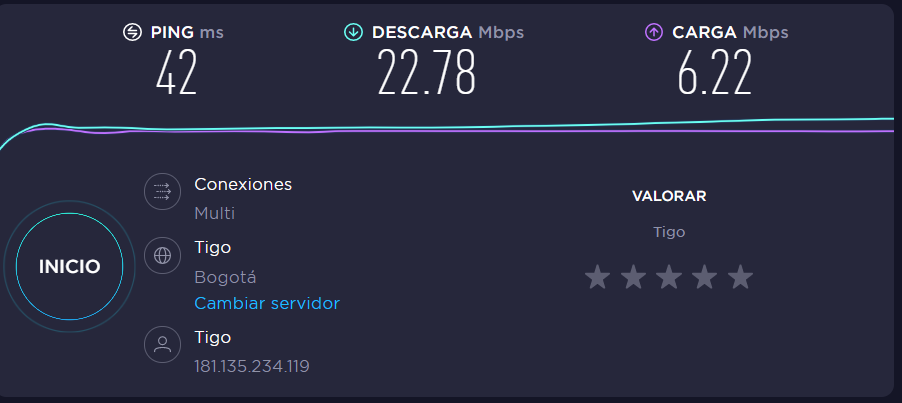 PING ms
42
DESCARGA Mbps
22.78
CARGA Mbps
6.22
INICIO
Conexiones
Multi
Tigo
Bogotá
Cambiar servidor
Tigo
181.135.234.119
VALORAR
Tigo